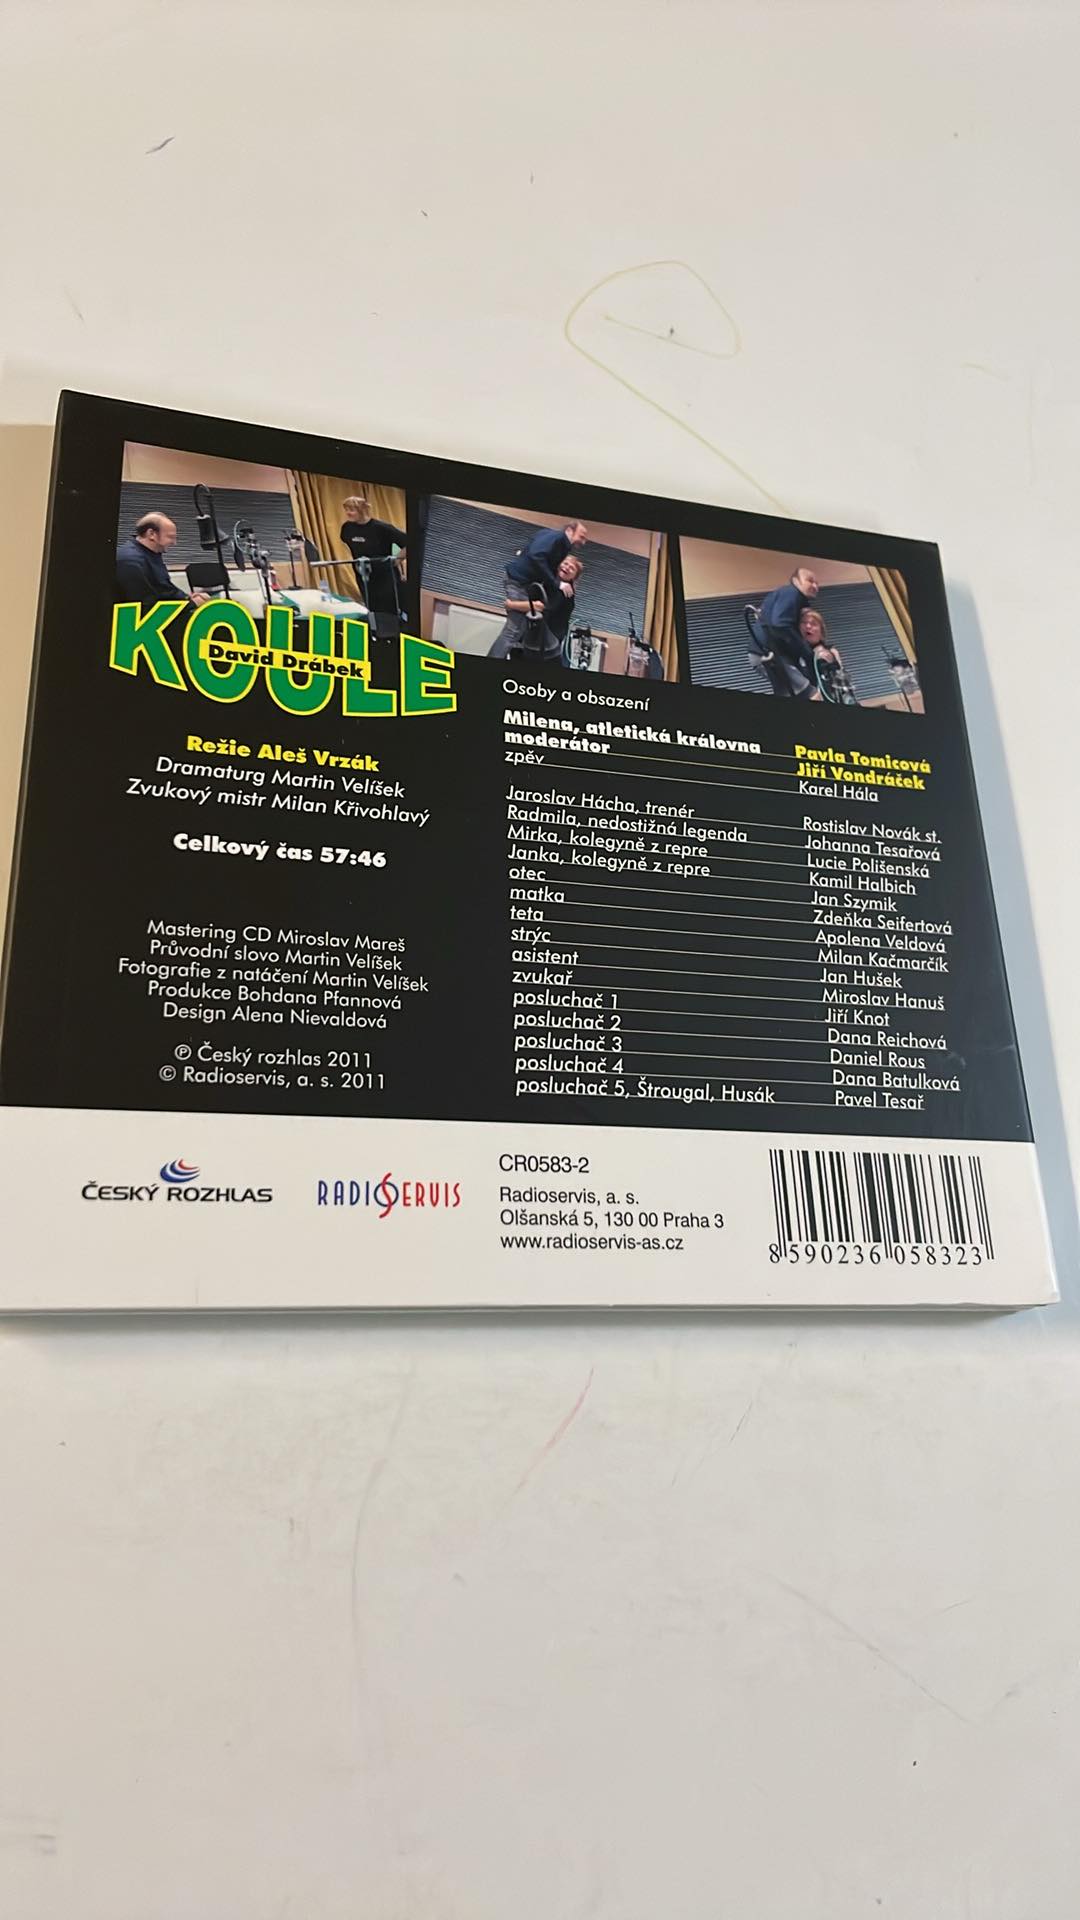 KOULE
David Drábek
Režie Aleš Vrzák
Dramaturg Martin Velíšek
Zvukový mistr Milan Křivohlavý
Celkový čas 57:46
Mastering CD Miroslav Mareš
Průvodní slovo Martin Velíšek
Fotografie z natáčení Martin Velíšek
Produkce Bohdana Pfannová
Design Alena Nievaldová
℗ Český rozhlas 2011
© Radioservis, a. s. 2011
Osoby a obsazení
Milena, atletická královna Pavla Tomicová
moderátor Jiří Vondráček
zpěv Karel Hála
Jaroslav Hácha, trenér Rostislav Novák st.
Radmila, nedostižná legenda Johanna Tesařová
Mirka, kolegyně z repre Lucie Polišenská
Janka, kolegyně z repre Kamil Halbich
otec Jan Szymik
matka Zdeňka Seifertová
teta Apolena Veldová
strýc Milan Kačmarčík
asistent Jan Hušek
zvukař Miroslav Hanuš
posluchač 1 Jiří Knot
posluchač 2 Dana Reichová
posluchač 3 Daniel Rous
posluchač 4 Dana Batulková
posluchač 5, Štrougal, Husák Pavel Tesař
ČESKÝ ROZHLAS
RADIOSERVIS
CR0583-2
Radioservis, a. s.
Olšanská 5, 130 00 Praha 3
www.radioservis-as.cz
8 590236 058323